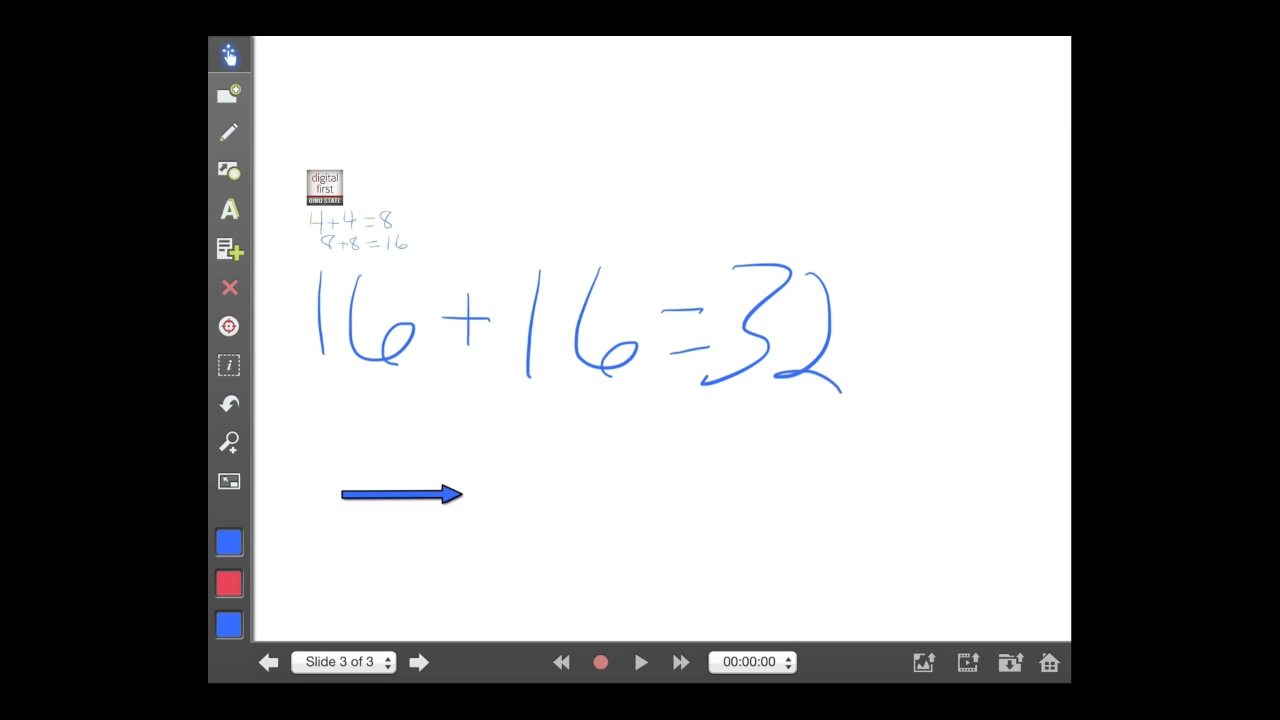 digital
first
OHIO STATE
4+4=8
8+8=16
16+16=32
A
i
Slide 3 of 3
00:00:00